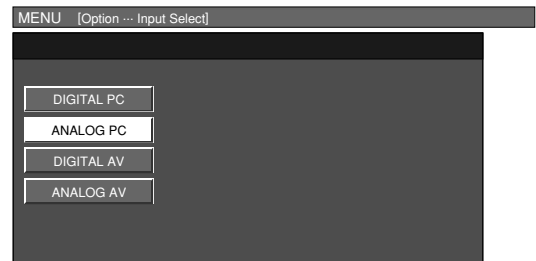 MENU [Option ··· Input Select]
DIGITAL PC
ANALOG PC
DIGITAL AV
ANALOG AV